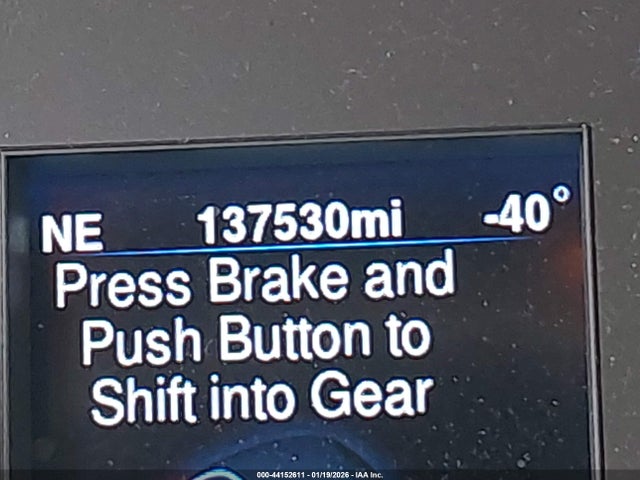 NE 137530mi -40°
Press Brake and
Push Button to
Shift into Gear
000-44152611 - 01/19/2026 - IAA Inc.